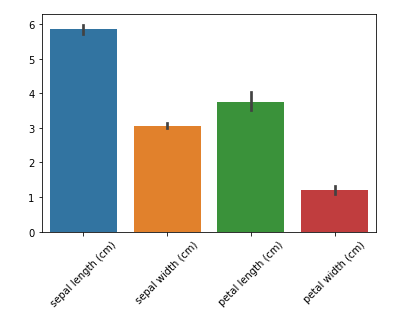 6
5
4
3
2
1
0
sepal length (cm)
sepal width (cm)
petal length (cm)
petal width (cm)